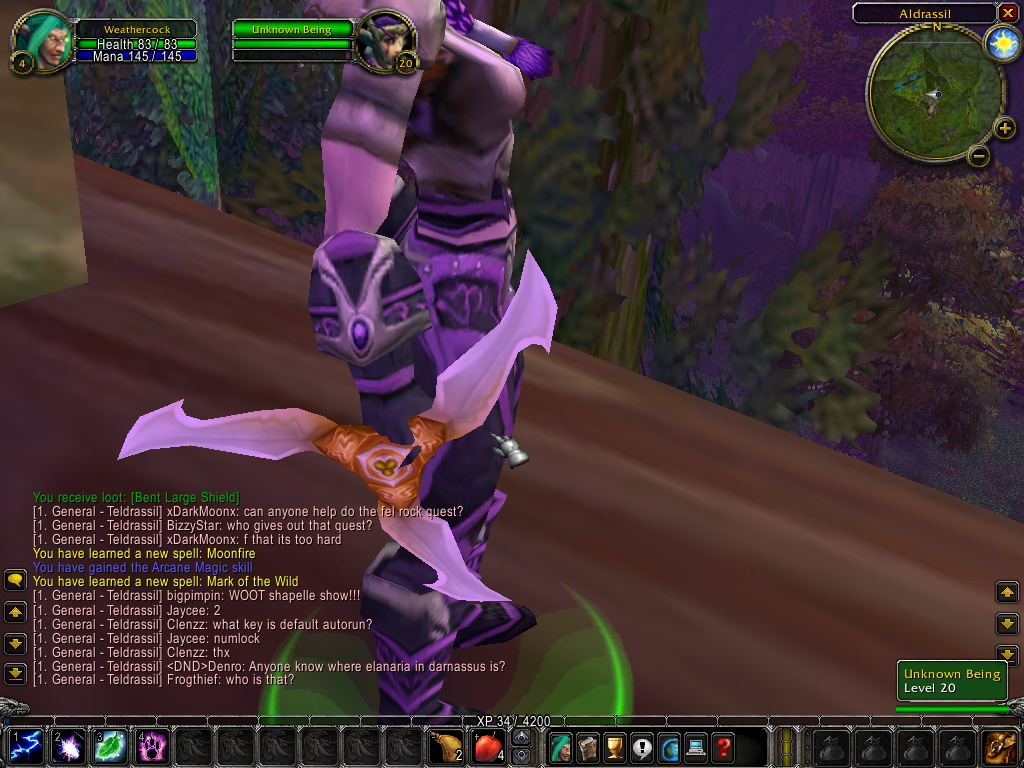 Weathercock
Health 83 / 83
Mana 145 / 145
4
Unknown Being
20
Aldrassil
N
You receive loot: [Bent Large Shield]
[1. General - Teldrassil] xDarkMoonx: can anyone help do the fel rock quest?
[1. General - Teldrassil] BizzyStar: who gives out that quest?
[1. General - Teldrassil] xDarkMoonx: f that its too hard
You have learned a new spell: Moonfire
You have gained the Arcane Magic skill
You have learned a new spell: Mark of the Wild
[1. General - Teldrassil] bigpimpin: WOOT shapelle show!!!
[1. General - Teldrassil] Jaycee: 2
[1. General - Teldrassil] Clenzz: what key is default autorun?
[1. General - Teldrassil] Jaycee: numlock
[1. General - Teldrassil] Clenzz: thx
[1. General - Teldrassil] <DND>Denro: Anyone know where elanaria in darnassus is?
[1. General - Teldrassil] Frogthief: who is that?
Unknown Being
Level 20
XP 34 / 4200
1
2
3
4
2
4